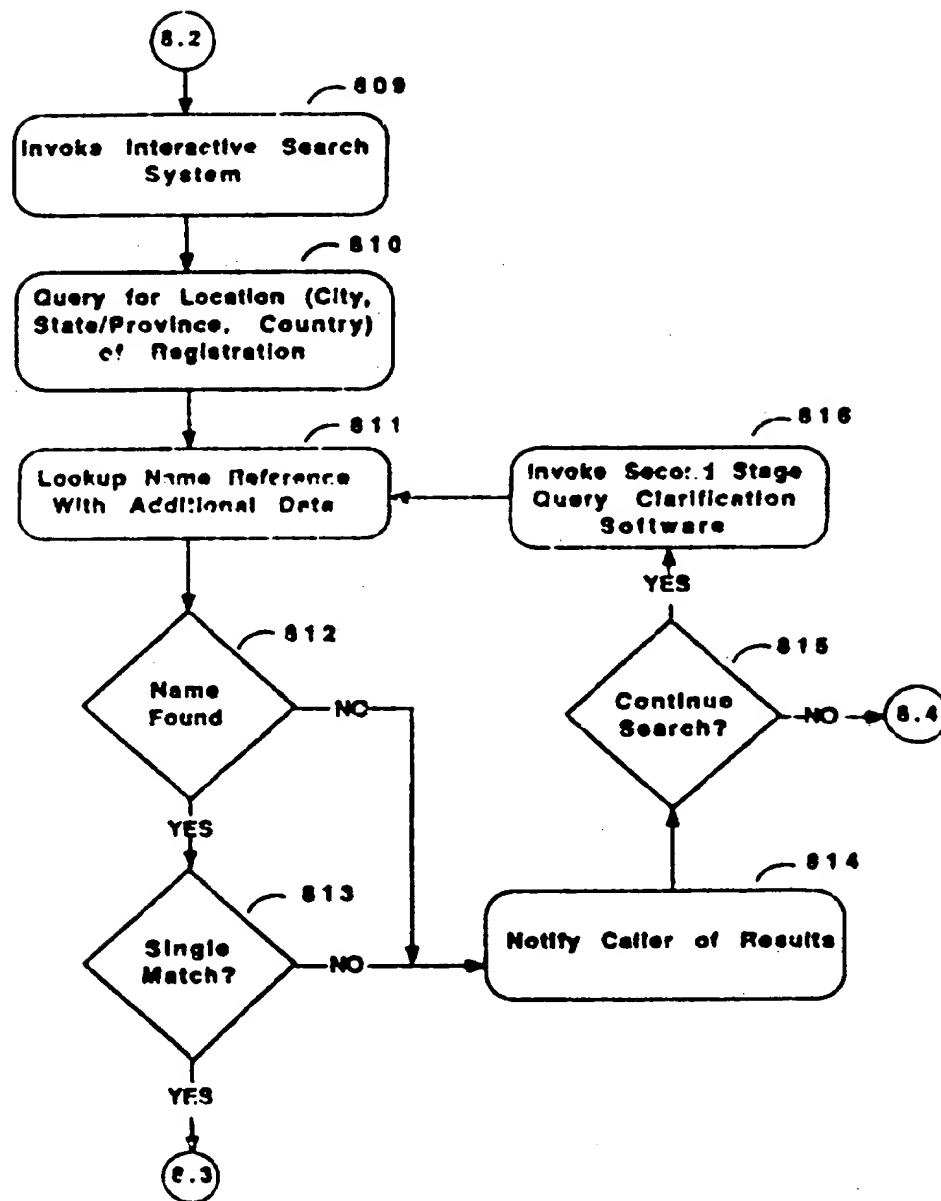 8.2
809
Invoke Interactive Search
System
810
Query for Location (City,
State/Province, Country)
of Registration
811
Lookup Name Reference
With Additional Data
816
Invoke Second Stage
Query Clarification
Software
YES
812
Name
Found
NO
815
Continue
Search?
NO
8.4
YES
813
Single
Match?
NO
814
Notify Caller of Results
YES
8.3